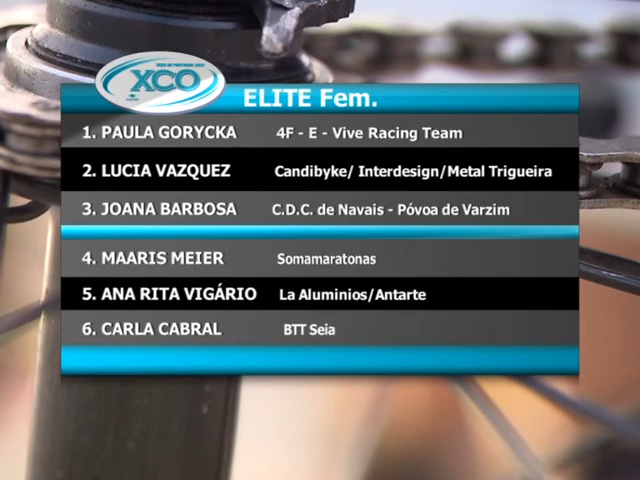 XCO
ELITE Fem.
1. PAULA GORYCKA 4F - E - Vive Racing Team
2. LUCIA VAZQUEZ Candibyke/ Interdesign/Metal Trigueira
3. JOANA BARBOSA C.D.C. de Navais - Póvoa de Varzim
4. MAARIS MEIER Somamaratonas
5. ANA RITA VIGÁRIO La Aluminios/Antarte
6. CARLA CABRAL BTT Seia